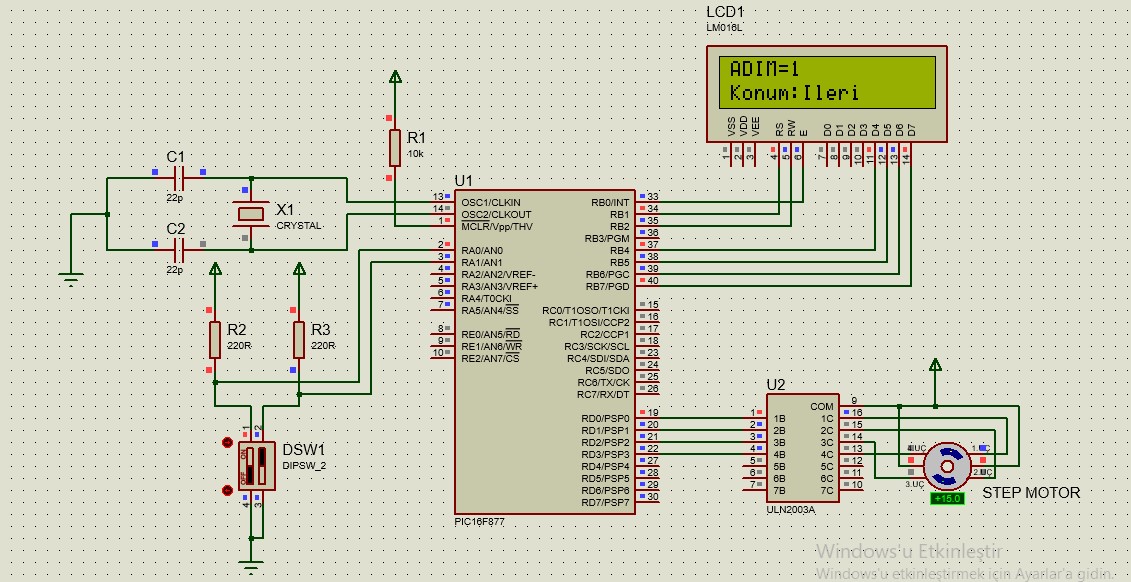 LCD1
LM016L
ADIM=1
Konum:Ileri
VSS VDD VEE RS RW E D0 D1 D2 D3 D4 D5 D6 D7
1 2 3 4 5 6 7 8 9 10 11 12 13 14
R1
10k
C1
22p
X1
CRYSTAL
C2
22p
R2
220R
R3
220R
1 2
DSW1
DIPSW_2
ON
OFF
4 3
U1
13 OSC1/CLKIN
14 OSC2/CLKOUT
1 MCLR/Vpp/THV
2 RA0/AN0
3 RA1/AN1
4 RA2/AN2/VREF-
5 RA3/AN3/VREF+
6 RA4/T0CKI
7 RA5/AN4/SS
8 RE0/AN5/RD
9 RE1/AN6/WR
10 RE2/AN7/CS
RB0/INT 33
RB1 34
RB2 35
RB3/PGM 36
RB4 37
RB5 38
RB6/PGC 39
RB7/PGD 40
RC0/T1OSO/T1CKI 15
RC1/T1OSI/CCP2 16
RC2/CCP1 17
RC3/SCK/SCL 18
RC4/SDI/SDA 23
RC5/SDO 24
RC6/TX/CK 25
RC7/RX/DT 26
RD0/PSP0 19
RD1/PSP1 20
RD2/PSP2 21
RD3/PSP3 22
RD4/PSP4 27
RD5/PSP5 28
RD6/PSP6 29
RD7/PSP7 30
PIC16F877
U2
COM 9
1 1B 1C 16
2 2B 2C 15
3 3B 3C 14
4 4B 4C 13
5 5B 5C 12
6 6B 6C 11
7 7B 7C 10
ULN2003A
3.UC
+15.0
STEP MOTOR
Windows'u Etkinleştir
Windows'u etkinleştirmek için Ayarlar'a gidin.